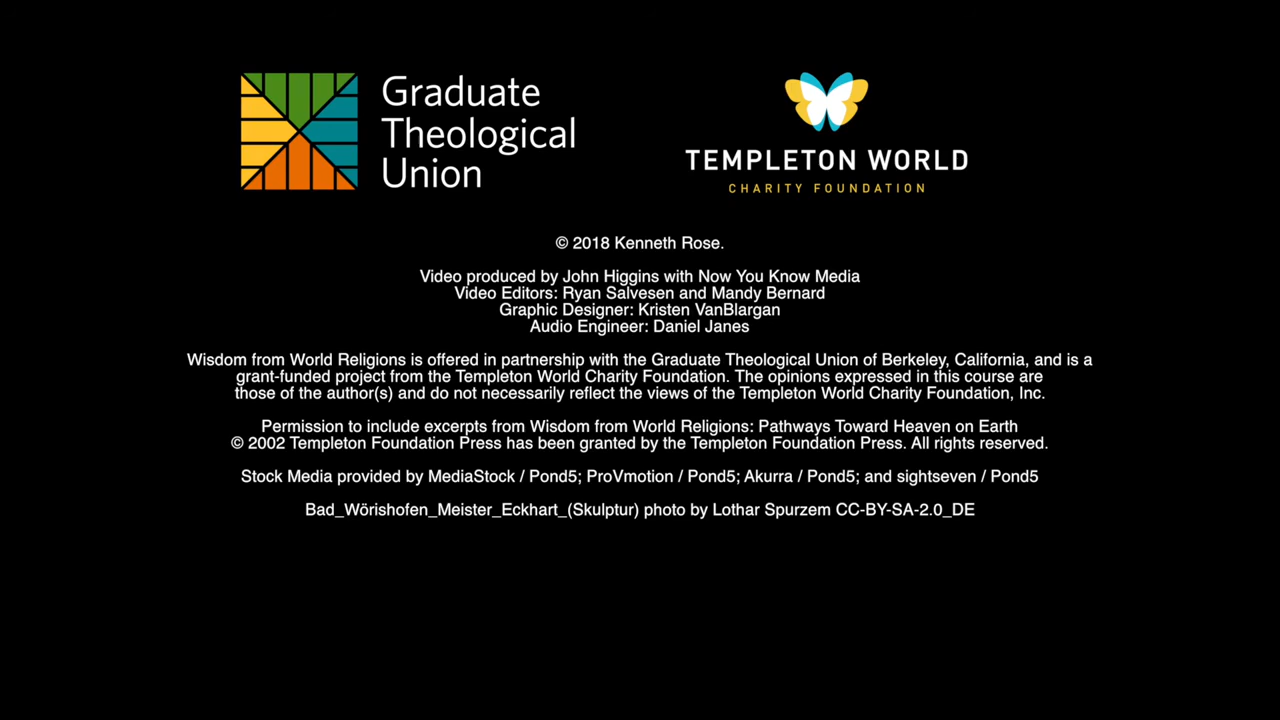 Graduate
Theological
Union
TEMPLETON WORLD
CHARITY FOUNDATION
© 2018 Kenneth Rose.
Video produced by John Higgins with Now You Know Media
Video Editors: Ryan Salvesen and Mandy Bernard
Graphic Designer: Kristen VanBlargan
Audio Engineer: Daniel Janes
Wisdom from World Religions is offered in partnership with the Graduate Theological Union of Berkeley, California, and is a
grant-funded project from the Templeton World Charity Foundation. The opinions expressed in this course are
those of the author(s) and do not necessarily reflect the views of the Templeton World Charity Foundation, Inc.
Permission to include excerpts from Wisdom from World Religions: Pathways Toward Heaven on Earth
© 2002 Templeton Foundation Press has been granted by the Templeton Foundation Press. All rights reserved.
Stock Media provided by MediaStock / Pond5; ProVmotion / Pond5; Akurra / Pond5; and sightseven / Pond5
Bad_Wörishofen_Meister_Eckhart_(Skulptur) photo by Lothar Spurzem CC-BY-SA-2.0_DE